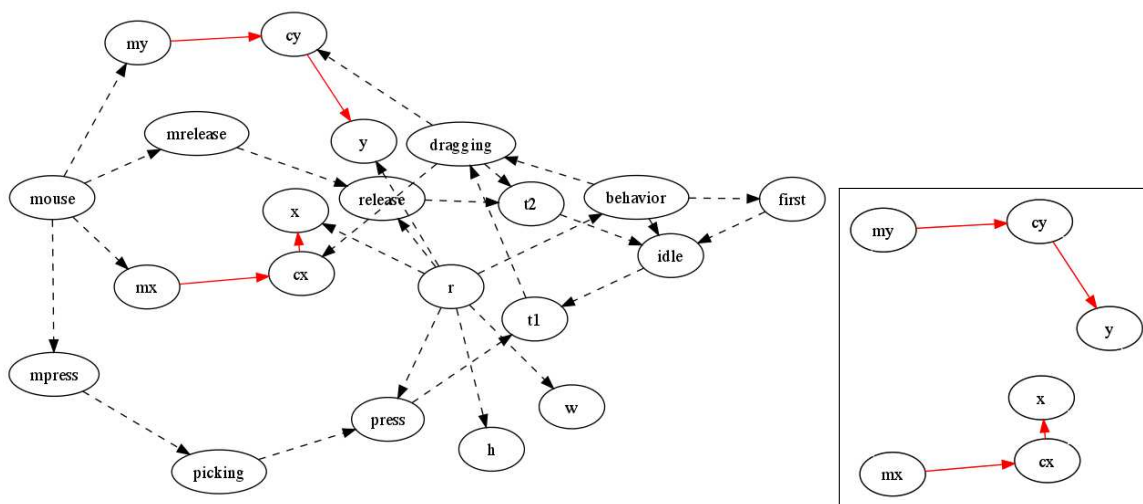 my
cy
mrelease
y
dragging
mouse
x
release
t2
behavior
first
mx
cx
r
idle
t1
mpress
press
w
picking
h
my
cy
y
x
mx
cx